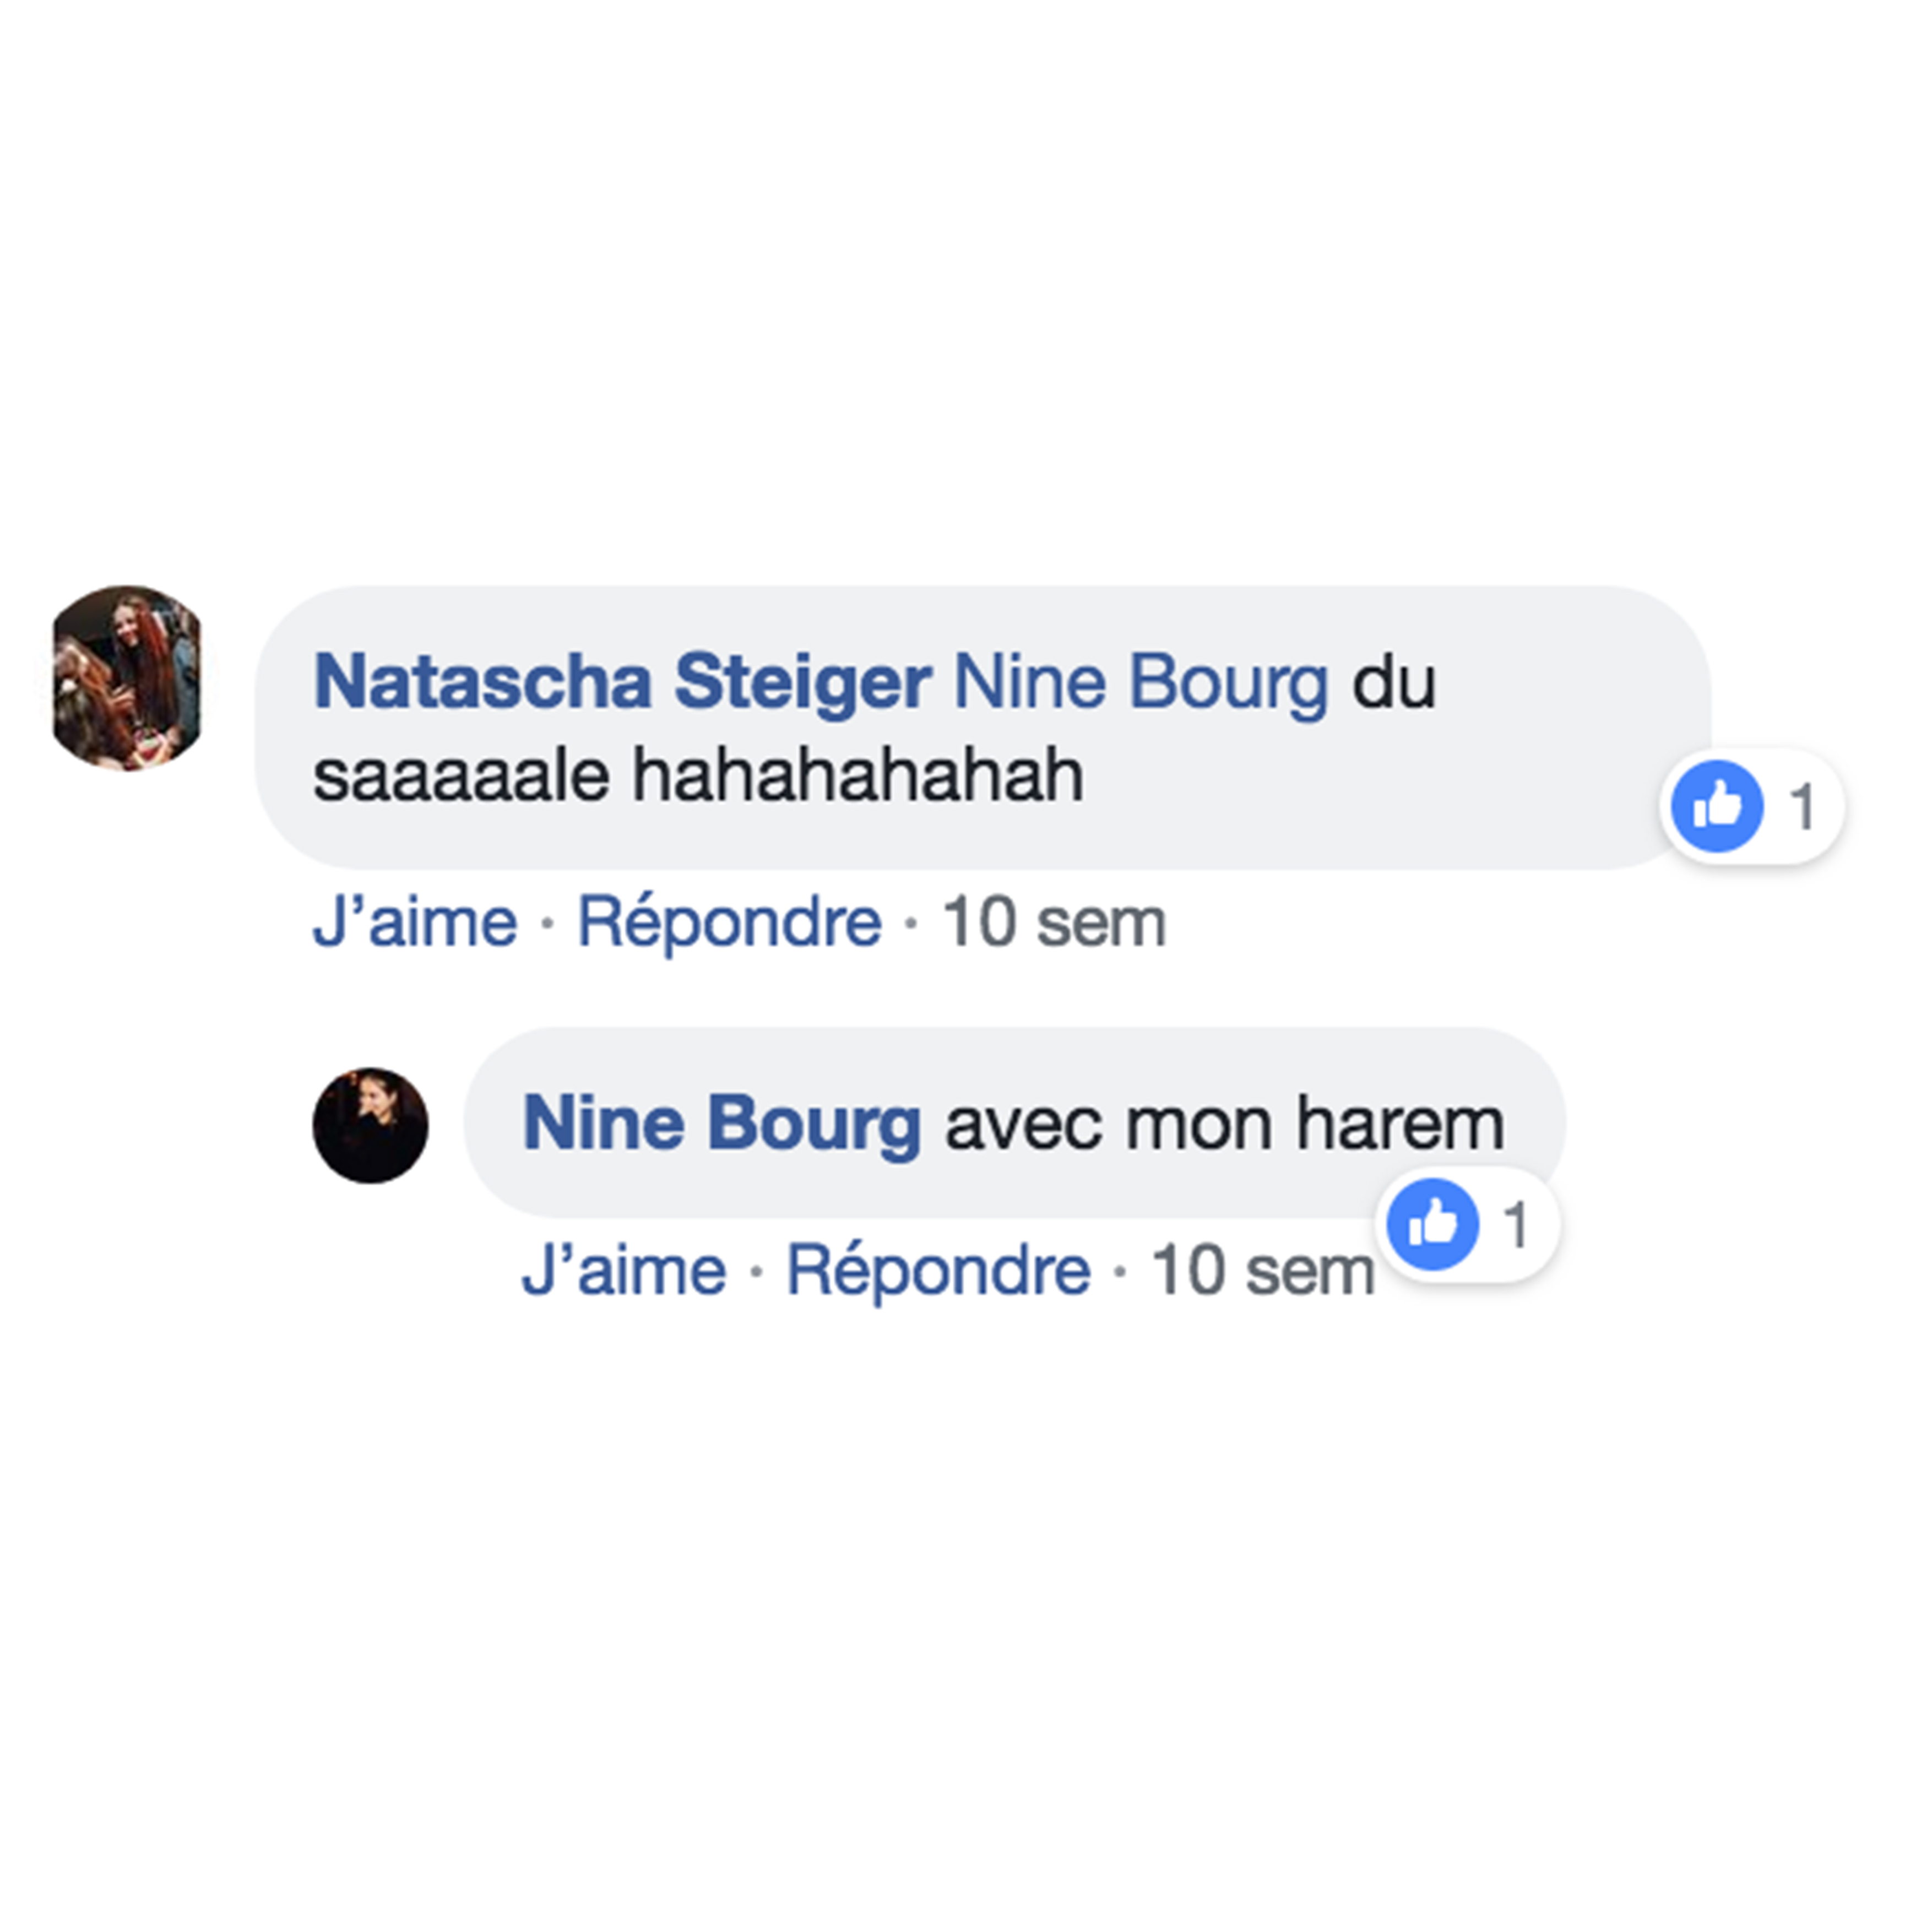 Natascha Steiger Nine Bourg du
saaaaale hahahahahah
1
J’aime · Répondre · 10 sem
Nine Bourg avec mon harem
1
J’aime · Répondre · 10 sem